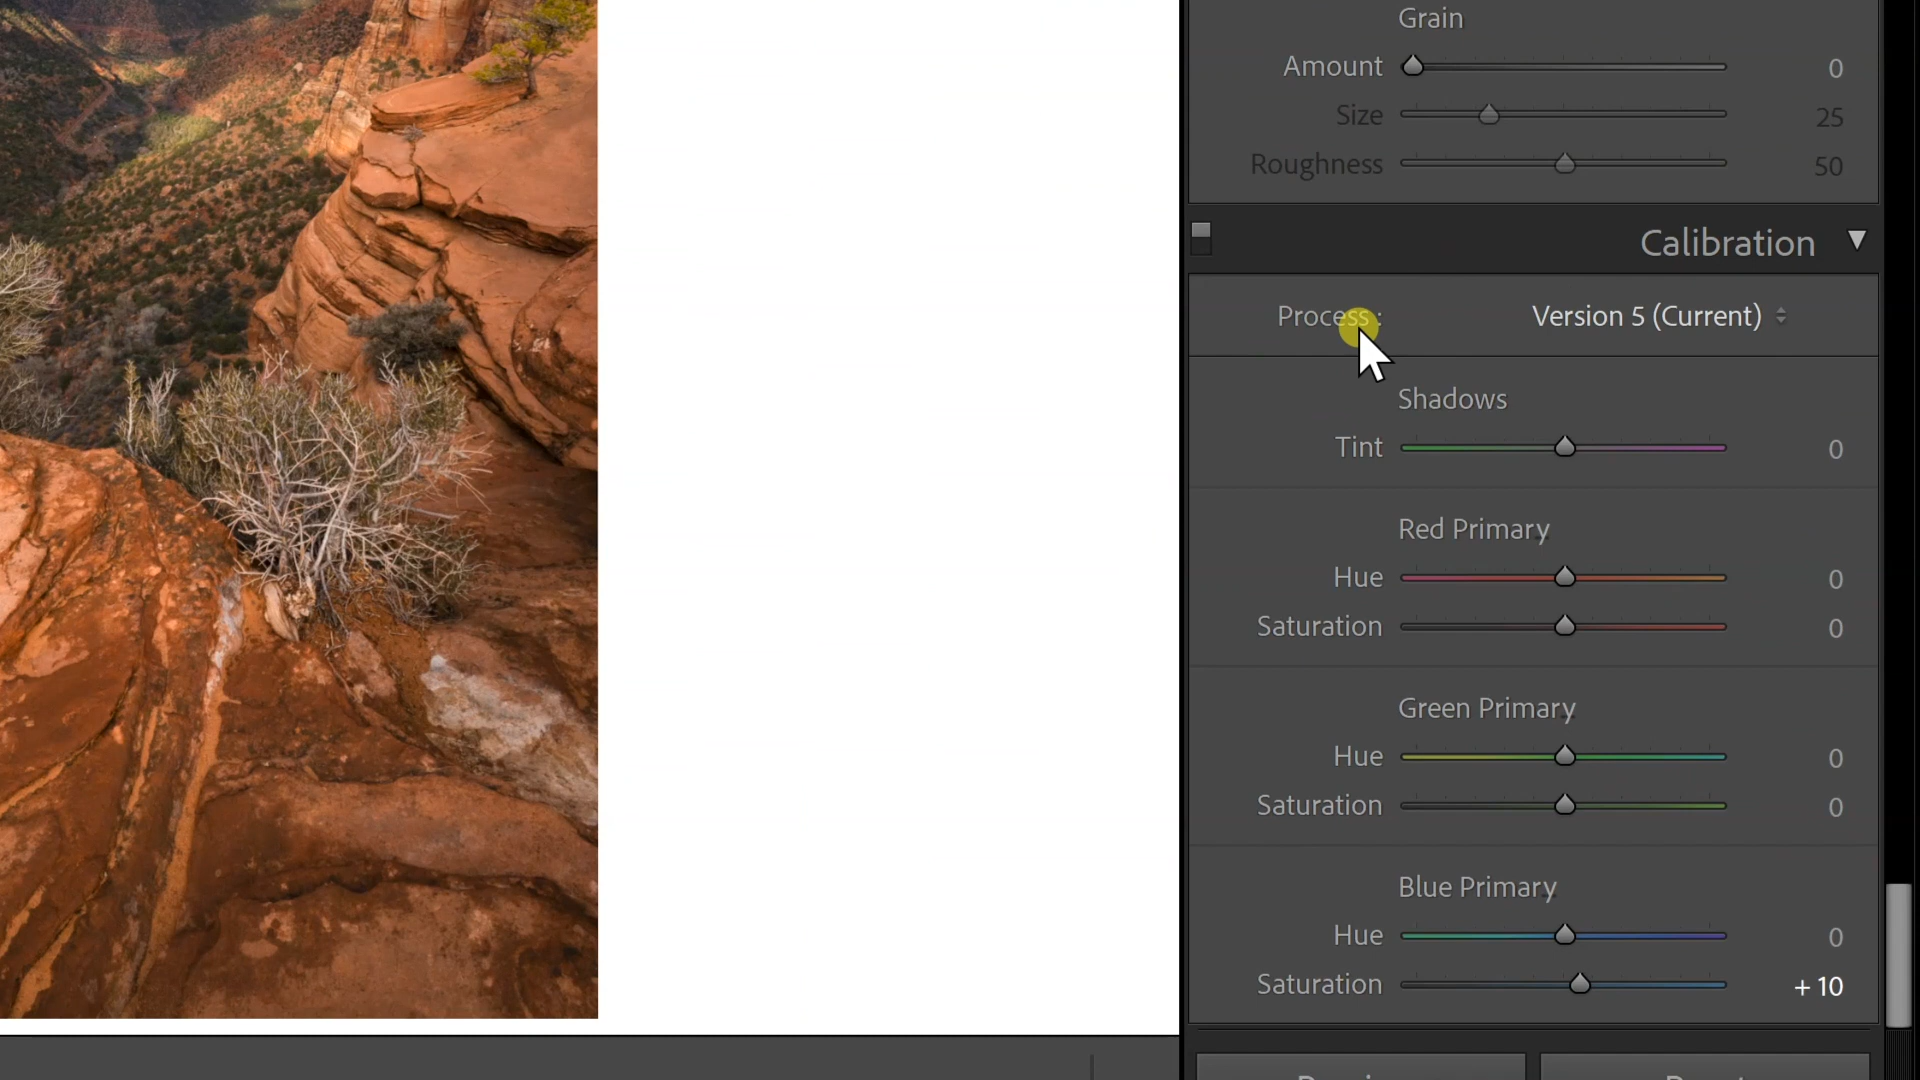 Grain
Amount 0
Size 25
Roughness 50
Calibration
Process : Version 5 (Current)
Shadows
Tint 0
Red Primary
Hue 0
Saturation 0
Green Primary
Hue 0
Saturation 0
Blue Primary
Hue 0
Saturation + 10